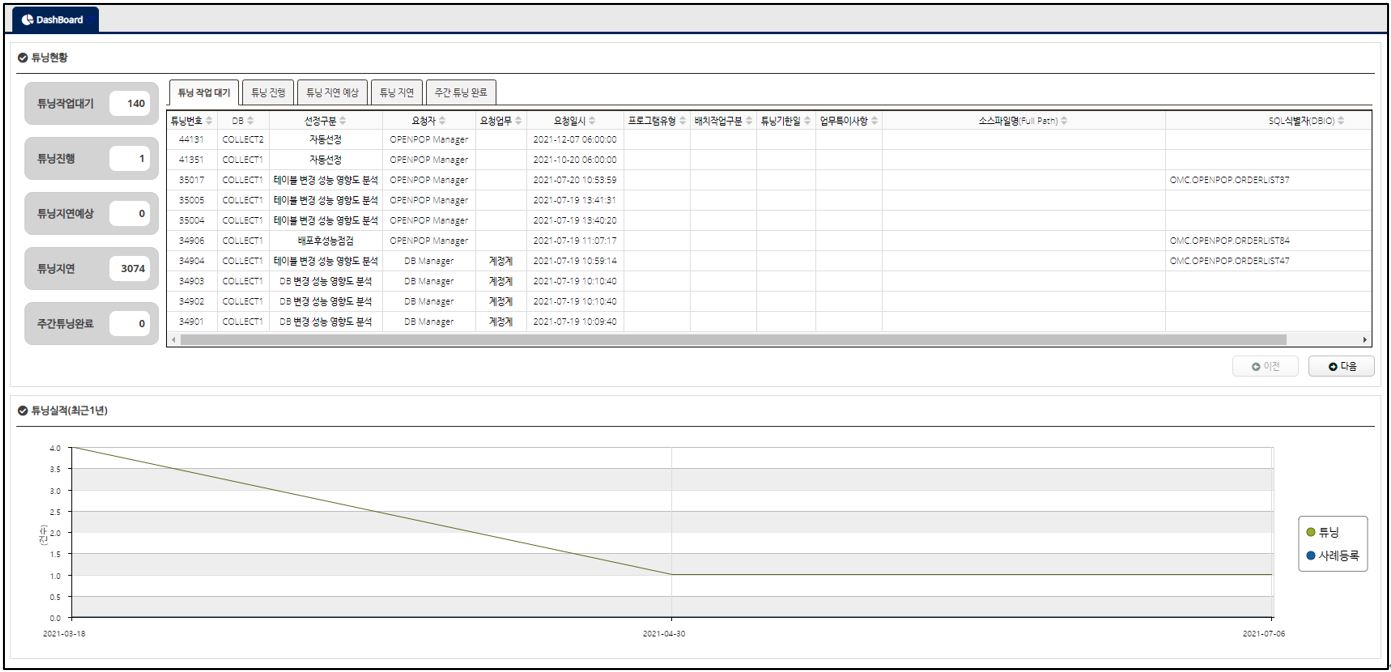 DashBoard
튜닝현황
튜닝작업대기 140
튜닝진행 1
튜닝지연예상 0
튜닝지연 3074
주간튜닝완료 0
튜닝 작업 대기 튜닝 진행 튜닝 지연 예상 튜닝 지연 주간 튜닝 완료
튜닝번호 DB 선정구분 요청자 요청업무 요청일시 프로그램유형 배치작업구분 튜닝기한일 업무특이사항 소스파일명(Full Path) SQL식별자(DBIO)
44131 COLLECT2 자동선정 OPENPOP Manager 2021-12-07 06:00:00
41351 COLLECT1 자동선정 OPENPOP Manager 2021-10-20 06:00:00
35017 COLLECT1 테이블 변경 성능 영향도 분석 OPENPOP Manager 2021-07-20 10:53:59 OMC.OPENPOP.ORDERLIST37
35005 COLLECT1 테이블 변경 성능 영향도 분석 OPENPOP Manager 2021-07-19 13:41:31
35004 COLLECT1 테이블 변경 성능 영향도 분석 OPENPOP Manager 2021-07-19 13:40:20
34906 COLLECT1 배포후성능점검 OPENPOP Manager 2021-07-19 11:07:17 OMC.OPENPOP.ORDERLIST84
34904 COLLECT1 테이블 변경 성능 영향도 분석 DB Manager 계정계 2021-07-19 10:59:14 OMC.OPENPOP.ORDERLIST47
34903 COLLECT1 DB 변경 성능 영향도 분석 DB Manager 계정계 2021-07-19 10:10:40
34902 COLLECT1 DB 변경 성능 영향도 분석 DB Manager 계정계 2021-07-19 10:10:40
34901 COLLECT1 DB 변경 성능 영향도 분석 DB Manager 계정계 2021-07-19 10:09:40
이전 다음
튜닝실적(최근1년)
4.0
3.5
3.0
2.5
2.0
1.5
1.0
0.5
0.0
(건수)
2021-03-18 2021-04-30 2021-07-06
튜닝
사례등록